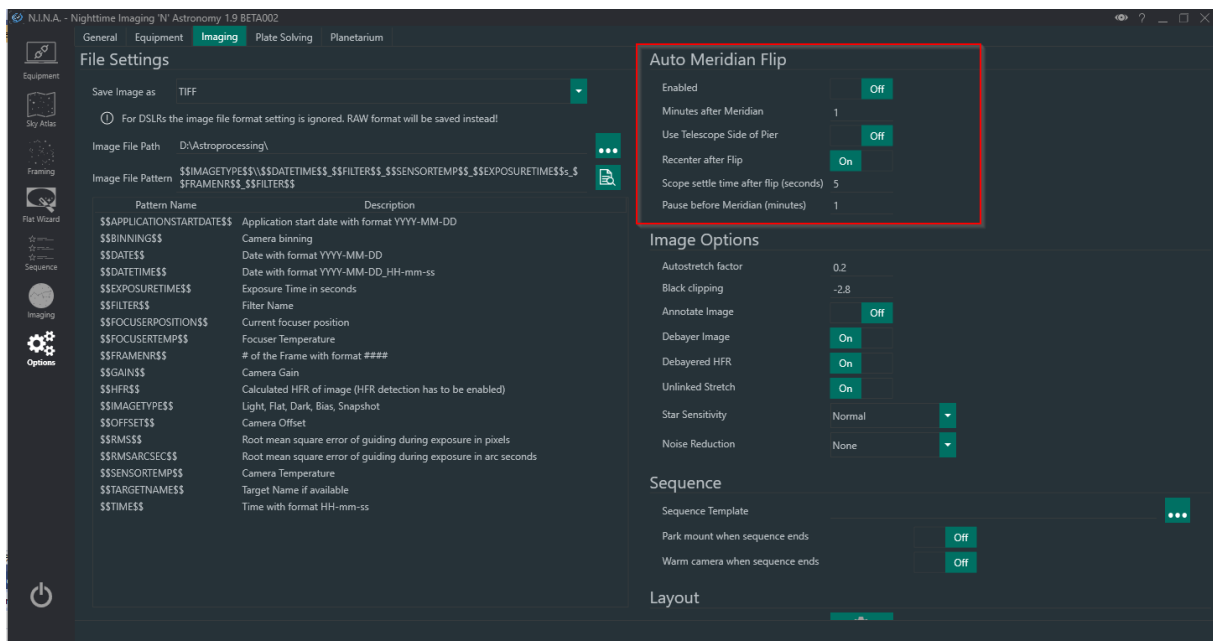 N.I.N.A. - Nighttime Imaging 'N' Astronomy 1.9 BETA002
General Equipment Imaging Plate Solving Planetarium
Equipment
Sky Atlas
Framing
Flat Wizard
Sequence
Imaging
Options
File Settings
Save Image as TIFF
For DSLRs the image file format setting is ignored. RAW format will be saved instead!
Image File Path D:\Astroprocessing\
Image File Pattern $$IMAGETYPE$$\\$$DATETIME$$_$$FILTER$$_$$SENSORTEMP$$_$$EXPOSURETIME$$s_$
$FRAMENR$$_$$FILTER$$
Pattern Name Description
$$APPLICATIONSTARTDATE$$ Application start date with format YYYY-MM-DD
$$BINNING$$ Camera binning
$$DATE$$ Date with format YYYY-MM-DD
$$DATETIME$$ Date with format YYYY-MM-DD_HH-mm-ss
$$EXPOSURETIME$$ Exposure Time in seconds
$$FILTER$$ Filter Name
$$FOCUSERPOSITION$$ Current focuser position
$$FOCUSERTEMP$$ Focuser Temperature
$$FRAMENR$$ # of the Frame with format ####
$$GAIN$$ Camera Gain
$$HFR$$ Calculated HFR of image (HFR detection has to be enabled)
$$IMAGETYPE$$ Light, Flat, Dark, Bias, Snapshot
$$OFFSET$$ Camera Offset
$$RMS$$ Root mean square error of guiding during exposure in pixels
$$RMSARCSEC$$ Root mean square error of guiding during exposure in arc seconds
$$SENSORTEMP$$ Camera Temperature
$$TARGETNAME$$ Target Name if available
$$TIME$$ Time with format HH-mm-ss
Auto Meridian Flip
Enabled Off
Minutes after Meridian 1
Use Telescope Side of Pier Off
Recenter after Flip On
Scope settle time after flip (seconds) 5
Pause before Meridian (minutes) 1
Image Options
Autostretch factor 0.2
Black clipping -2.8
Annotate Image Off
Debayer Image On
Debayered HFR On
Unlinked Stretch On
Star Sensitivity Normal
Noise Reduction None
Sequence
Sequence Template
Park mount when sequence ends Off
Warm camera when sequence ends Off
Layout